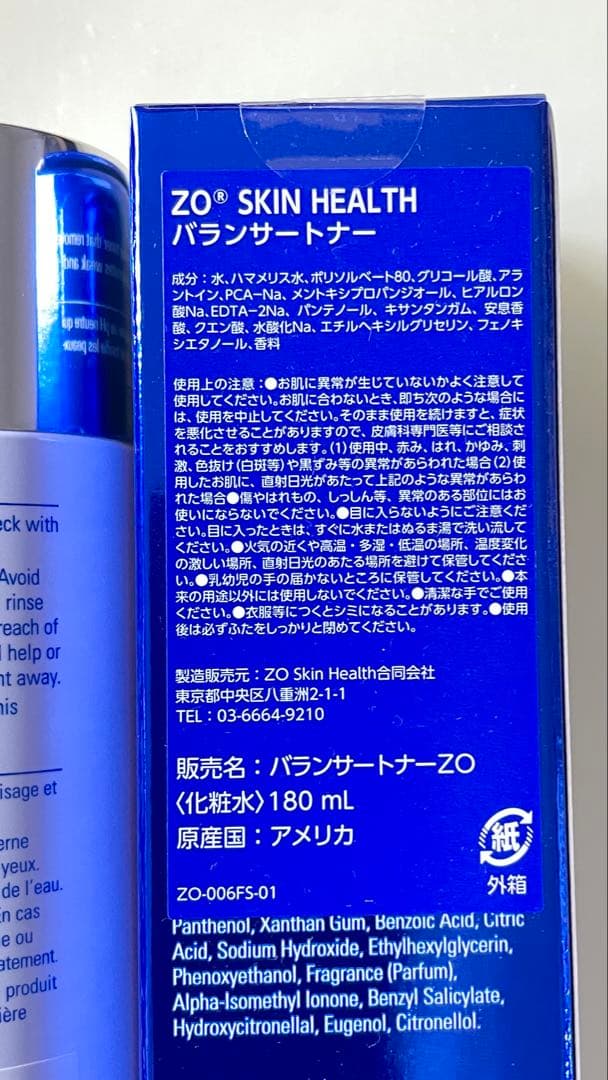 ZO® SKIN HEALTH
バランサートナー
成分：水、ハマメリス水、ポリソルベート80、グリコール酸、アラ
ントイン、PCA－Na、メントキシプロパンジオール、ヒアルロン
酸Na、EDTA－2Na、パンテノール、キサンタンガム、安息香
酸、クエン酸、水酸化Na、エチルヘキシルグリセリン、フェノキ
シエタノール、香料
使用上の注意：●お肌に異常が生じていないかよく注意して
使用してください。お肌に合わないとき、即ち次のような場合に
は、使用を中止してください。そのまま使用を続けますと、症状
を悪化させることがありますので、皮膚科専門医等にご相談さ
れることをおすすめします。(1)使用中、赤み、はれ、かゆみ、刺
激、色抜け(白斑等)や黒ずみ等の異常があらわれた場合(2)使
用したお肌に、直射日光があたって上記のような異常があらわ
れた場合●傷やはれもの、しっしん等、異常のある部位にはお
使いにならないでください。●目に入らないようにご注意くださ
い。目に入ったときは、すぐに水またはぬるま湯で洗い流して
ください。●火気の近くや高温・多湿・低温の場所、温度変化
の激しい場所、直射日光のあたる場所を避けて保管してくださ
い。●乳幼児の手の届かないところに保管してください。●本
来の用途以外には使用しないでください。●清潔な手でご使用
ください。●衣服等につくとシミになることがあります。●使用
後は必ずふたをしっかりと閉めてください。
製造販売元：ZO Skin Health合同会社
東京都中央区八重洲2-1-1
TEL：03-6664-9210
販売名：バランサートナーZO
〈化粧水〉180 mL
原産国：アメリカ
紙
外箱
ZO-006FS-01
Panthenol, Xanthan Gum, Benzoic Acid, Citric
Acid, Sodium Hydroxide, Ethylhexylglycerin,
Phenoxyethanol, Fragrance (Parfum),
Alpha-Isomethyl Ionone, Benzyl Salicylate,
Hydroxycitronellal, Eugenol, Citronellol.
eck with
Avoid
rinse
reach of
l help or
nt away.
his
isage et
erne
yeux.
de l'eau.
En cas
e ou
atement.
produit
ière